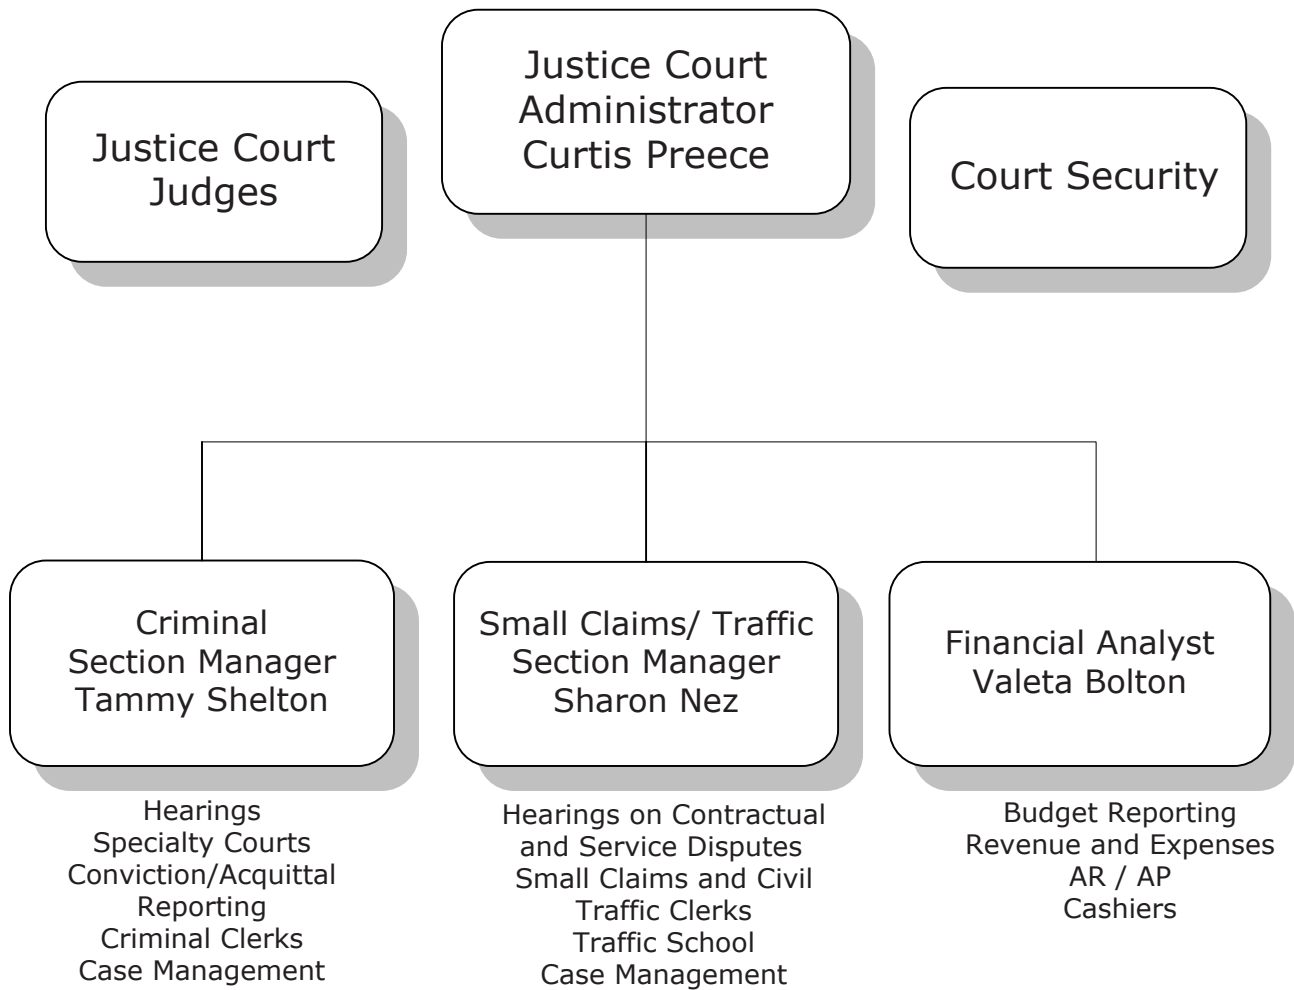 Justice Court
Administrator
Curtis Preece
Justice Court
Judges
Court Security
Criminal
Section Manager
Tammy Shelton
Small Claims/ Traffic
Section Manager
Sharon Nez
Financial Analyst
Valeta Bolton
Hearings
Specialty Courts
Conviction/Acquittal
Reporting
Criminal Clerks
Case Management
Hearings on Contractual
and Service Disputes
Small Claims and Civil
Traffic Clerks
Traffic School
Case Management
Budget Reporting
Revenue and Expenses
AR / AP
Cashiers